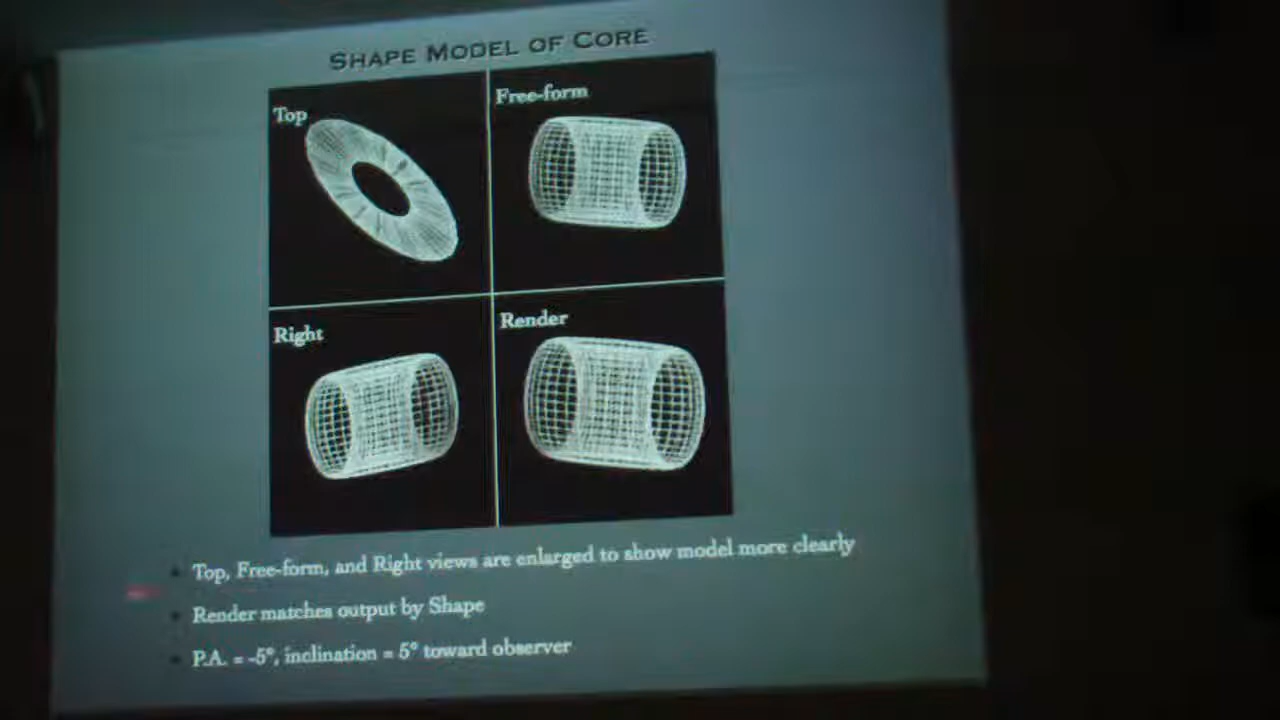 SHAPE MODEL OF CORE
Top
Free-form
Right
Render
Top, Free-form, and Right views are enlarged to show model more clearly
Render matches output by Shape
P.A. = -5°, inclination = 5° toward observer